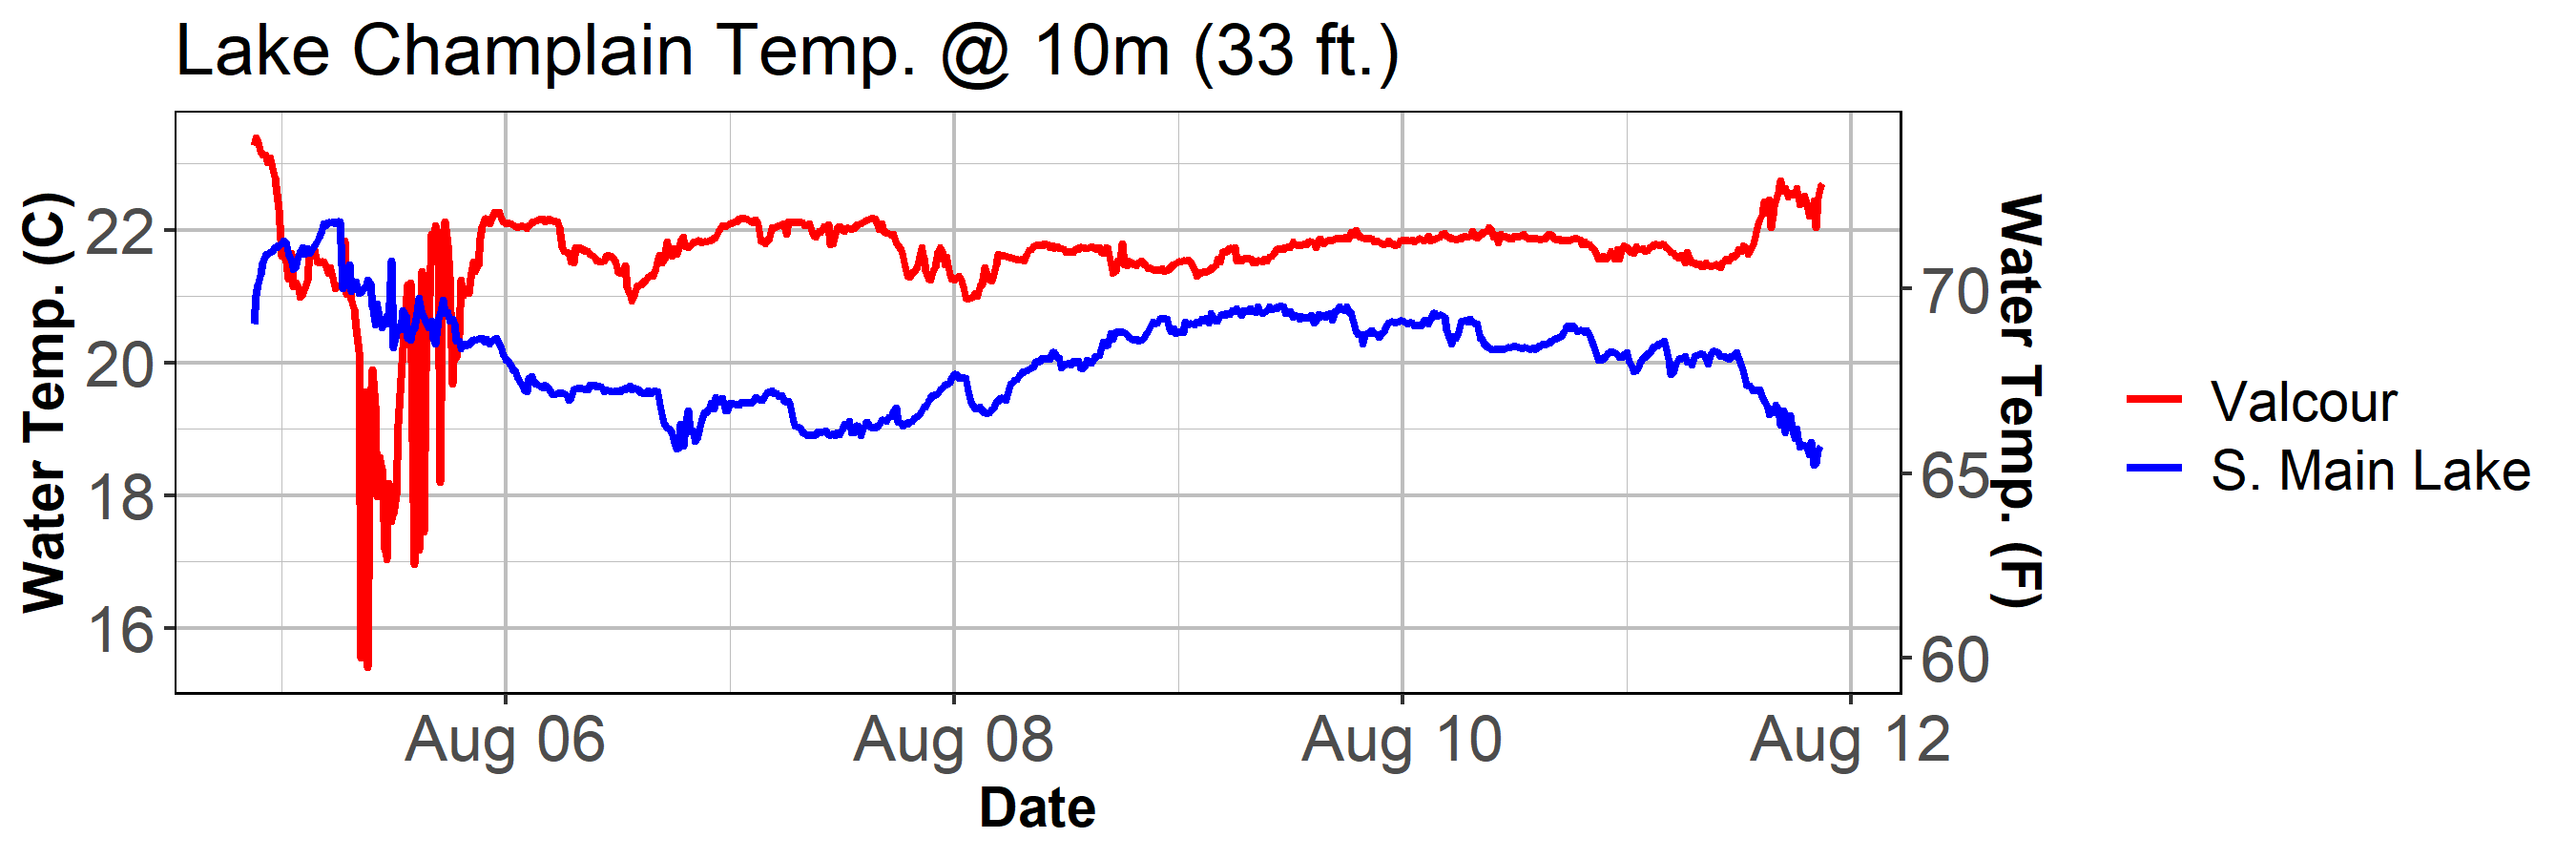 Lake Champlain Temp. @ 10m (33 ft.)
Water Temp. (C)
22
20
18
16
70
65
60
Water Temp. (F)
Aug 06
Aug 08
Aug 10
Aug 12
Date
Valcour
S. Main Lake